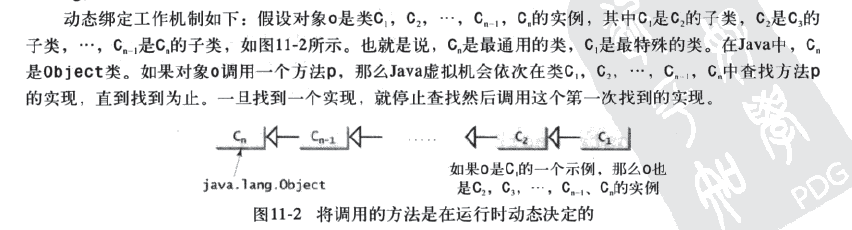 动态绑定工作机制如下：假设对象o是类C₁，C₂，…，Cₙ₋₁，Cₙ的实例，其中C₁是C₂的子类，C₂是C₃的
子类，…，Cₙ₋₁是Cₙ的子类，如图11-2所示。也就是说，Cₙ是最通用的类，C₁是最特殊的类。在Java中，Cₙ
是Object类。如果对象o调用一个方法p，那么Java虚拟机会依次在类C₁，C₂，…，Cₙ₋₁，Cₙ中查找方法p
的实现，直到找到为止。一旦找到一个实现，就停止查找然后调用这个第一次找到的实现。
Cₙ Cₙ₋₁ ..... C₂ C₁
java.lang.Object
如果o是C₁的一个示例，那么o也
是C₂，C₃，…，Cₙ₋₁、Cₙ的实例
图11-2 将调用的方法是在运行时动态决定的
PDG